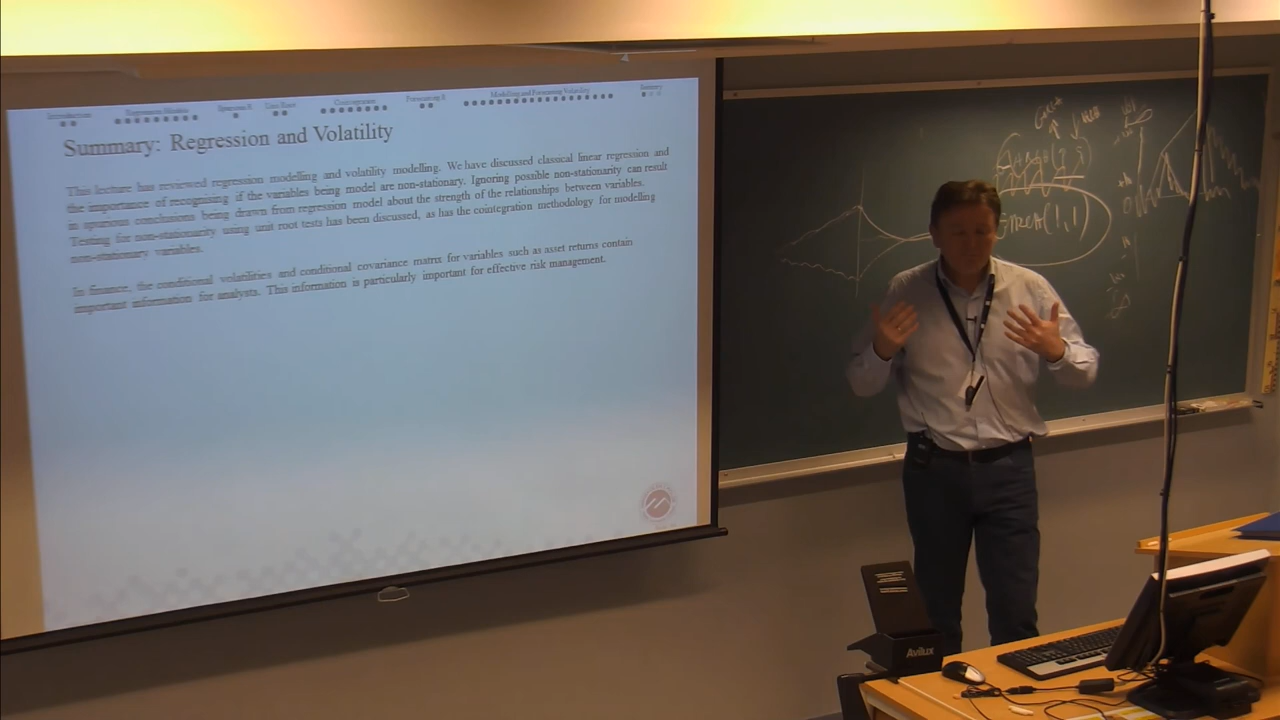 Introduction Regression Models Spurious R Unit Root Cointegration Forecasting R Modelling and Forecasting Volatility Summary
Summary: Regression and Volatility
This lecture has reviewed regression modelling and volatility modelling. We have discussed classical linear regression and
the importance of recognising if the variables being model are non-stationary. Ignoring possible non-stationarity can result
in spurious conclusions being drawn from regression model about the strength of the relationships between variables.
Testing for non-stationarity using unit root tests has been discussed, as has the cointegration methodology for modelling
non-stationary variables.
In finance, the conditional volatilities and conditional covariance matrix for variables such as asset returns contain
important information for analysts. This information is particularly important for effective risk management.
(1,1)
Avilux